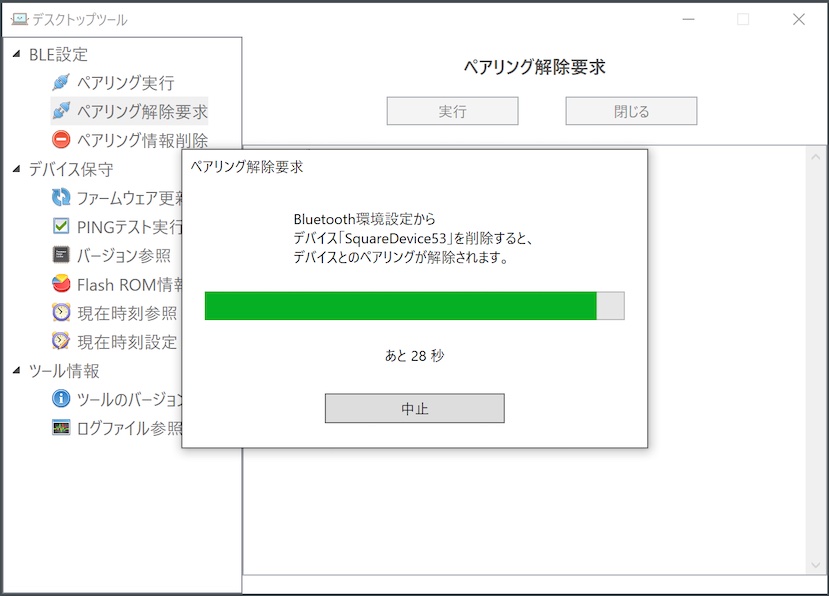 デスクトップツール
BLE設定
ペアリング実行
ペアリング解除要求
ペアリング情報削除
デバイス保守
ファームウェア更新
PINGテスト実行
バージョン参照
Flash ROM情報
現在時刻参照
現在時刻設定
ツール情報
ツールのバージョン
ログファイル参照
ペアリング解除要求
実行
閉じる
ペアリング解除要求
Bluetooth環境設定から
デバイス「SquareDevice53」を削除すると、
デバイスとのペアリングが解除されます。
あと 28 秒
中止